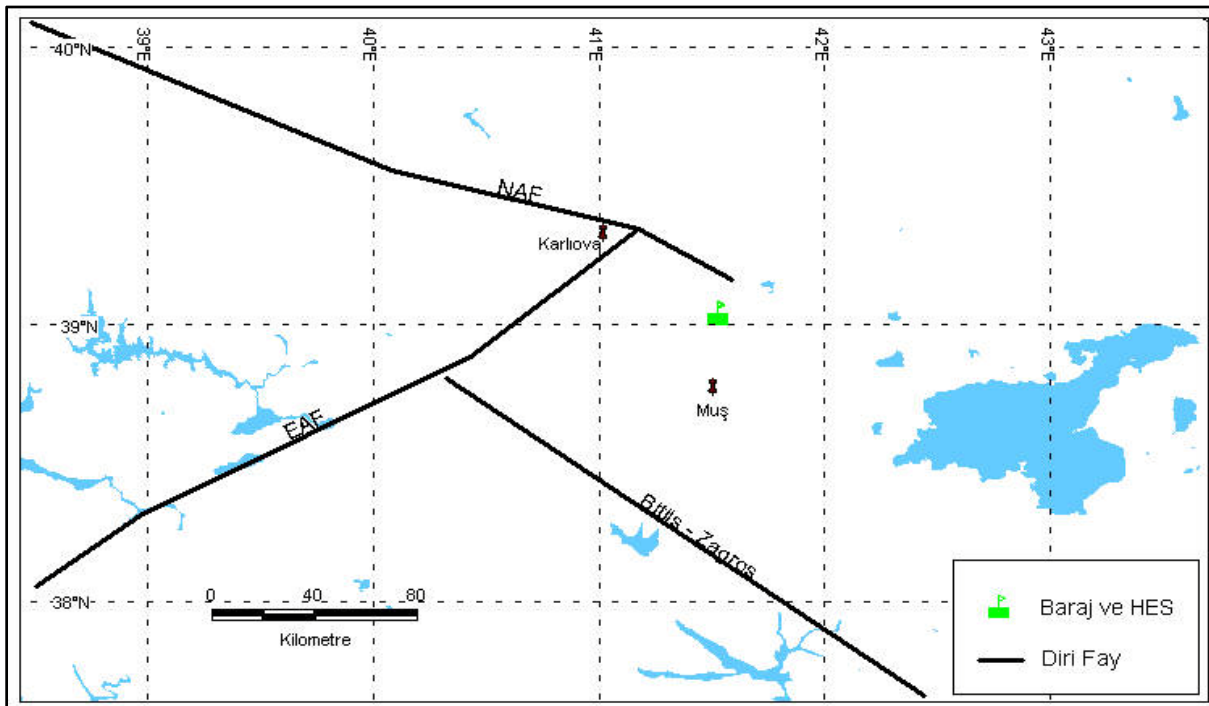 39°E
40°E
41°E
42°E
43°E
40°N
NAF
Karlıova
39°N
Muş
EAF
Bitlis - Zagros
38°N
0 40 80
Kilometre
Baraj ve HES
Diri Fay